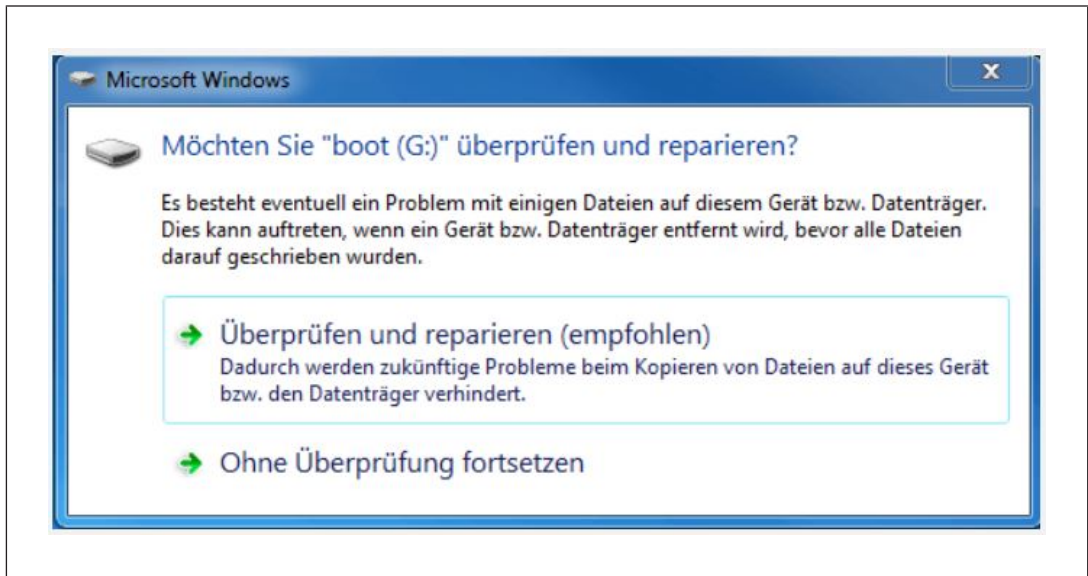 Microsoft Windows
Möchten Sie "boot (G:)" überprüfen und reparieren?
Es besteht eventuell ein Problem mit einigen Dateien auf diesem Gerät bzw. Datenträger.
Dies kann auftreten, wenn ein Gerät bzw. Datenträger entfernt wird, bevor alle Dateien
darauf geschrieben wurden.
Überprüfen und reparieren (empfohlen)
Dadurch werden zukünftige Probleme beim Kopieren von Dateien auf dieses Gerät
bzw. den Datenträger verhindert.
Ohne Überprüfung fortsetzen